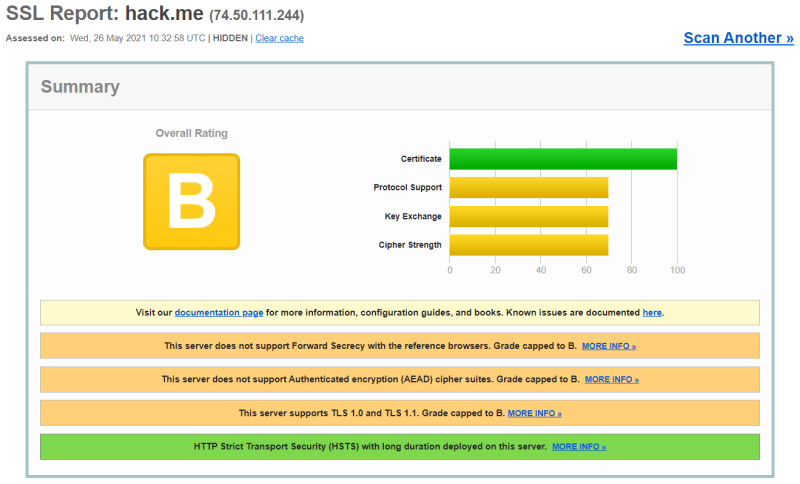 SSL Report: hack.me (74.50.111.244)
Assessed on: Wed, 26 May 2021 10:32:58 UTC | HIDDEN | Clear cache
Scan Another »
Summary
Overall Rating
B
Certificate
Protocol Support
Key Exchange
Cipher Strength
0 20 40 60 80 100
Visit our documentation page for more information, configuration guides, and books. Known issues are documented here.
This server does not support Forward Secrecy with the reference browsers. Grade capped to B. MORE INFO »
This server does not support Authenticated encryption (AEAD) cipher suites. Grade capped to B. MORE INFO »
This server supports TLS 1.0 and TLS 1.1. Grade capped to B. MORE INFO »
HTTP Strict Transport Security (HSTS) with long duration deployed on this server. MORE INFO »